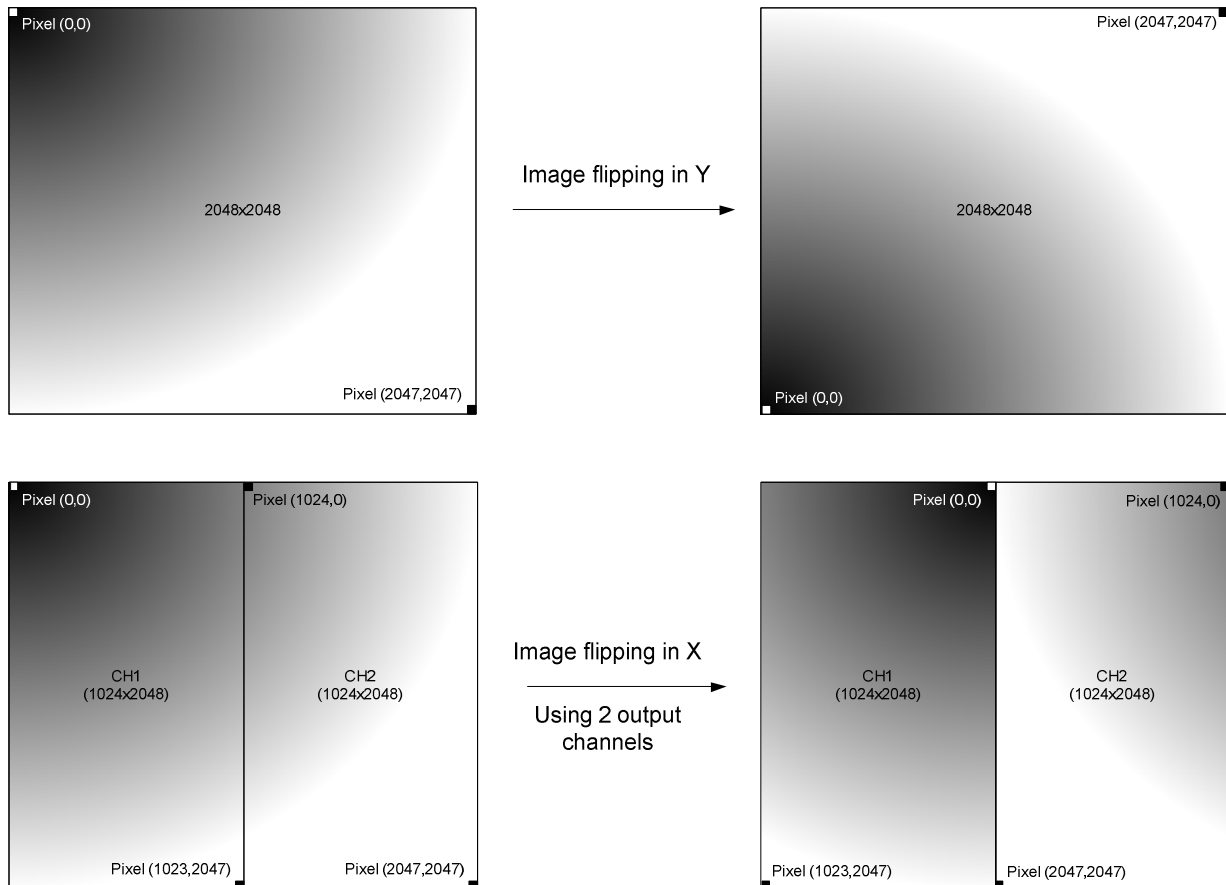 Pixel (0,0)
Pixel (2047,2047)
Image flipping in Y
2048x2048
2048x2048
Pixel (2047,2047)
Pixel (0,0)
Pixel (0,0)
Pixel (1024,0)
Pixel (0,0)
Pixel (1024,0)
Image flipping in X
CH1
(1024x2048)
CH2
(1024x2048)
CH1
(1024x2048)
CH2
(1024x2048)
Using 2 output
channels
Pixel (1023,2047)
Pixel (2047,2047)
Pixel (1023,2047)
Pixel (2047,2047)